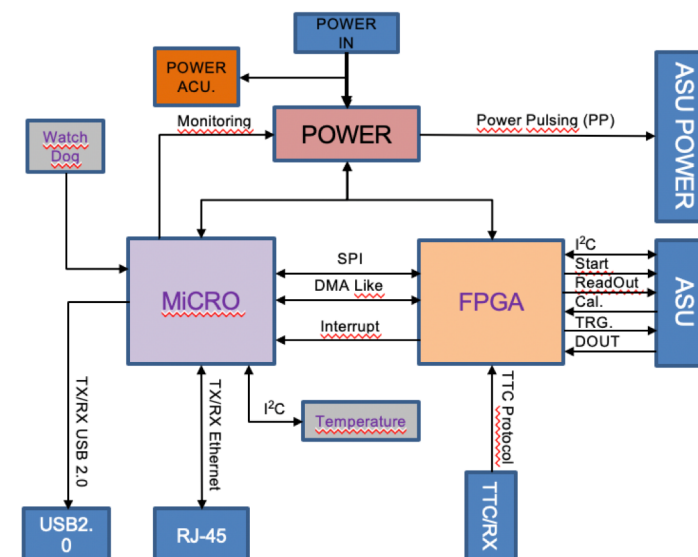 POWER
IN
POWER
ACU.
Monitoring
POWER
Power Pulsing (PP)
ASU POWER
Watch
Doq
MiCRO
SPI
DMA Like
Interrupt
FPGA
I²C
Start
ReadOut
Cal.
TRG.
DOUT
ASU
TX/RX USB 2.0
TX/RX Ethernet
I²C
Temperature
TTC Protocol
USB2.
0
RJ-45
TTC/RX